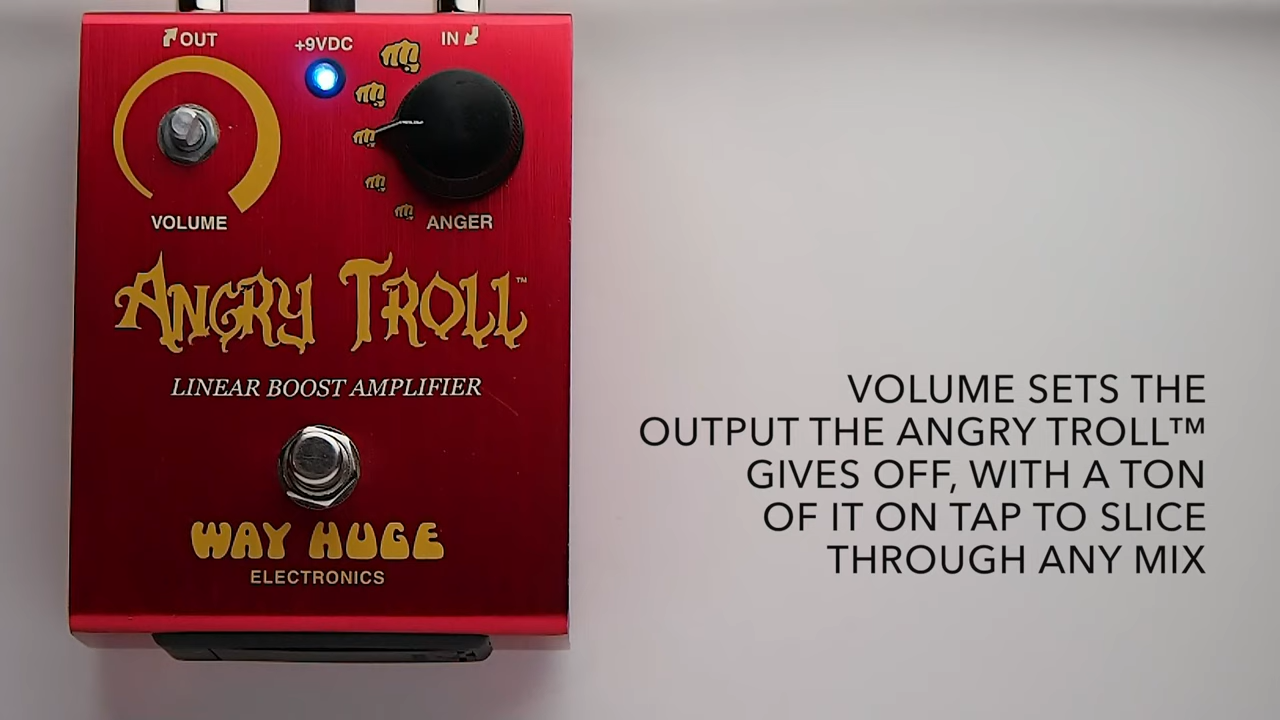 OUT
+9VDC
IN
VOLUME
ANGER
ANGRY TROLL™
LINEAR BOOST AMPLIFIER
WAY HUGE
ELECTRONICS
VOLUME SETS THE
OUTPUT THE ANGRY TROLL™
GIVES OFF, WITH A TON
OF IT ON TAP TO SLICE
THROUGH ANY MIX